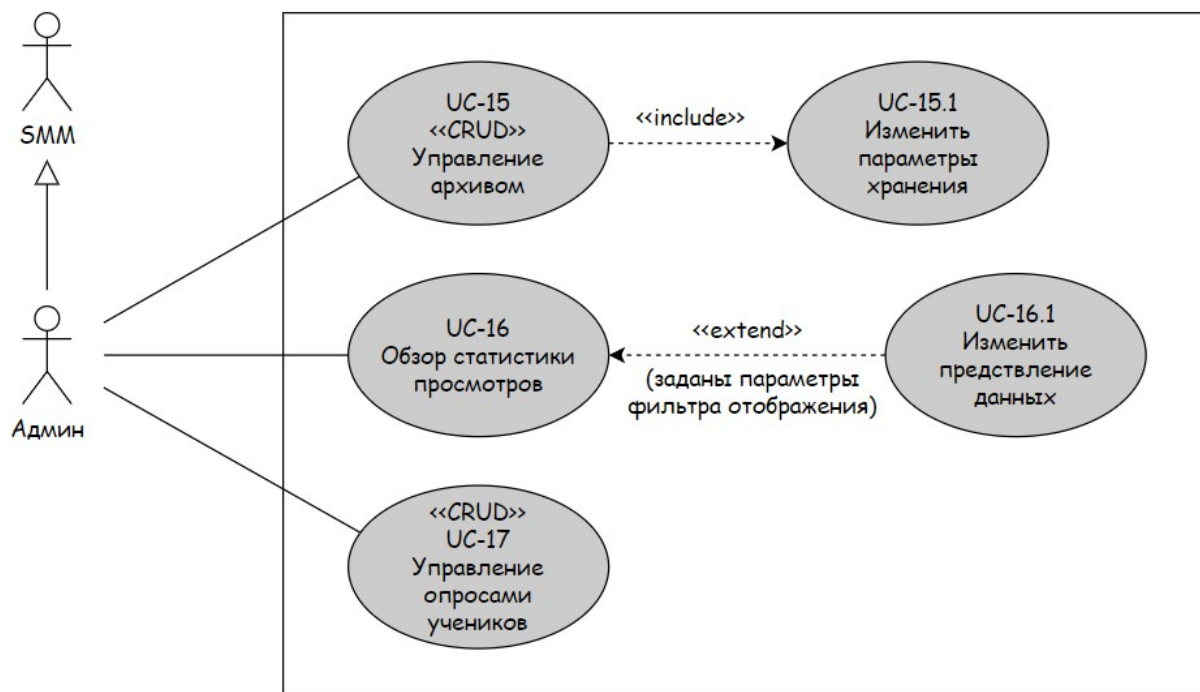 SMM
Админ
UC-15
<<CRUD>>
Управление
архивом
<<include>>
UC-15.1
Изменить
параметры
хранения
UC-16
Обзор статистики
просмотров
<<extend>>
(заданы параметры
фильтра отображения)
UC-16.1
Изменить
предствление
данных
<<CRUD>>
UC-17
Управление
опросами
учеников